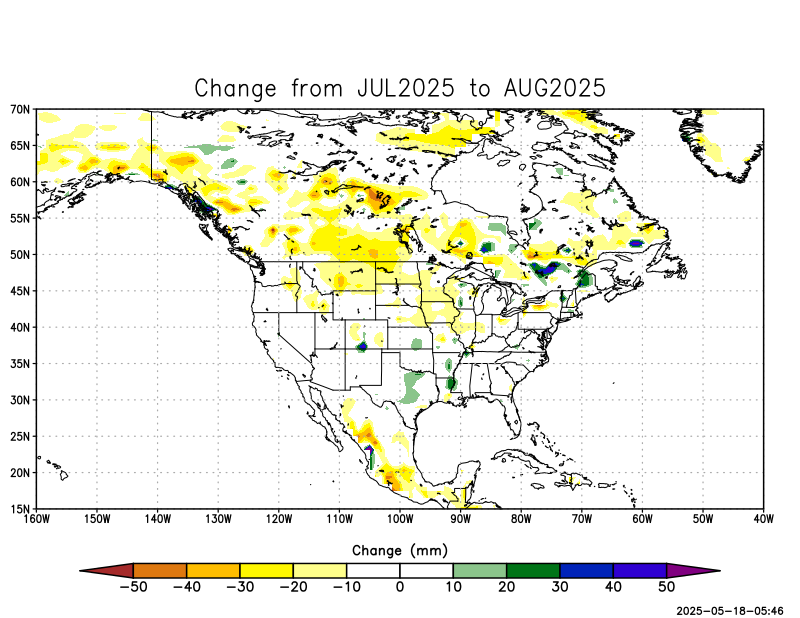 Change from JUL2025 to AUG2025
70N
65N
60N
55N
50N
45N
40N
35N
30N
25N
20N
15N
160W 150W 140W 130W 120W 110W 100W 90W 80W 70W 60W 50W 40W
Change (mm)
−50 −40 −30 −20 −10 0 10 20 30 40 50
2025-05-18-05:46